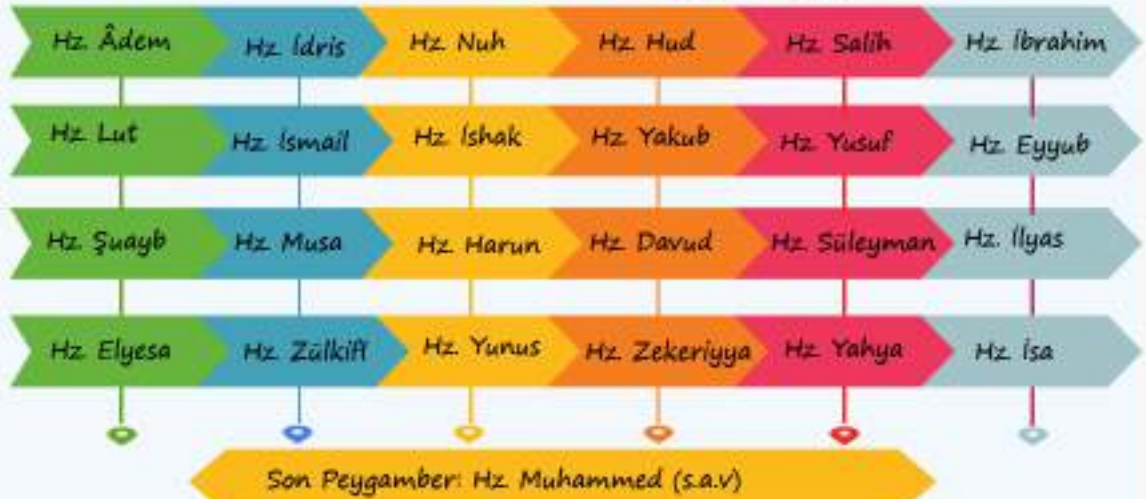 Hz. Âdem Hz. İdris Hz. Nuh Hz. Hud Hz. Salih Hz. İbrahim
Hz. Lut Hz. İsmail Hz. İshak Hz. Yakub Hz. Yusuf Hz. Eyyub
Hz. Şuayb Hz. Musa Hz. Harun Hz. Davud Hz. Süleyman Hz. İlyas
Hz. Elyesa Hz. Zülkifl Hz. Yunus Hz. Zekeriyya Hz. Yahya Hz. İsa
Son Peygamber: Hz. Muhammed (s.a.v)